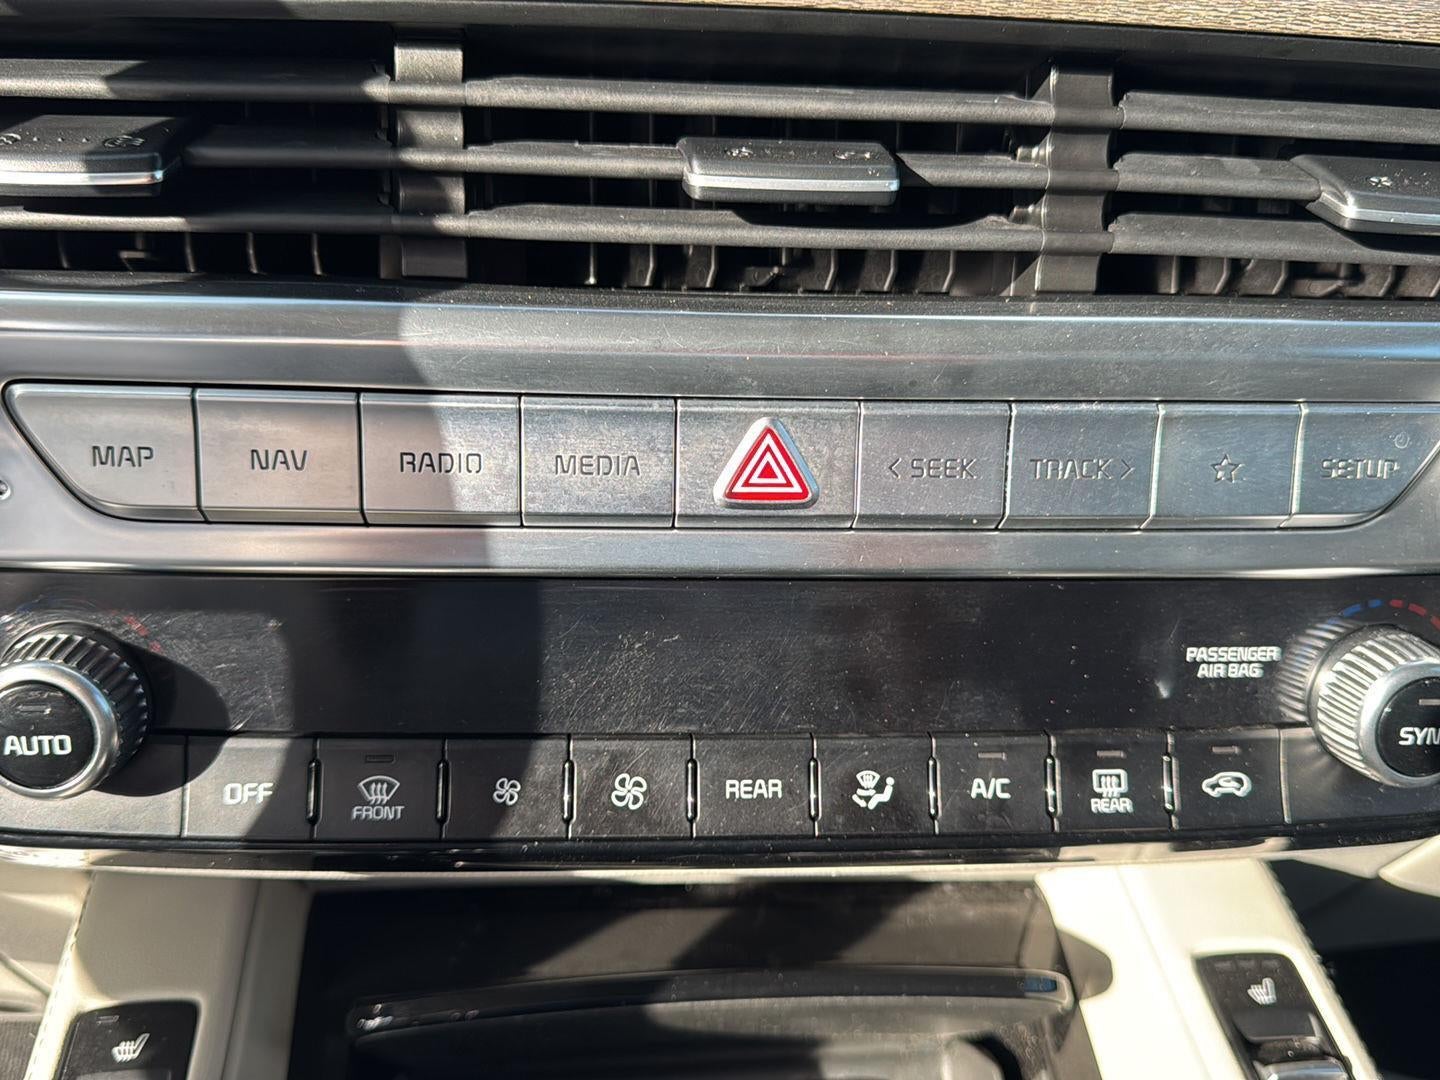 MAP
NAV
RADIO
MEDIA
< SEEK
TRACK >
SETUP
PASSENGER
AIR BAG
AUTO
SYN
OFF
FRONT
REAR
A/C
REAR